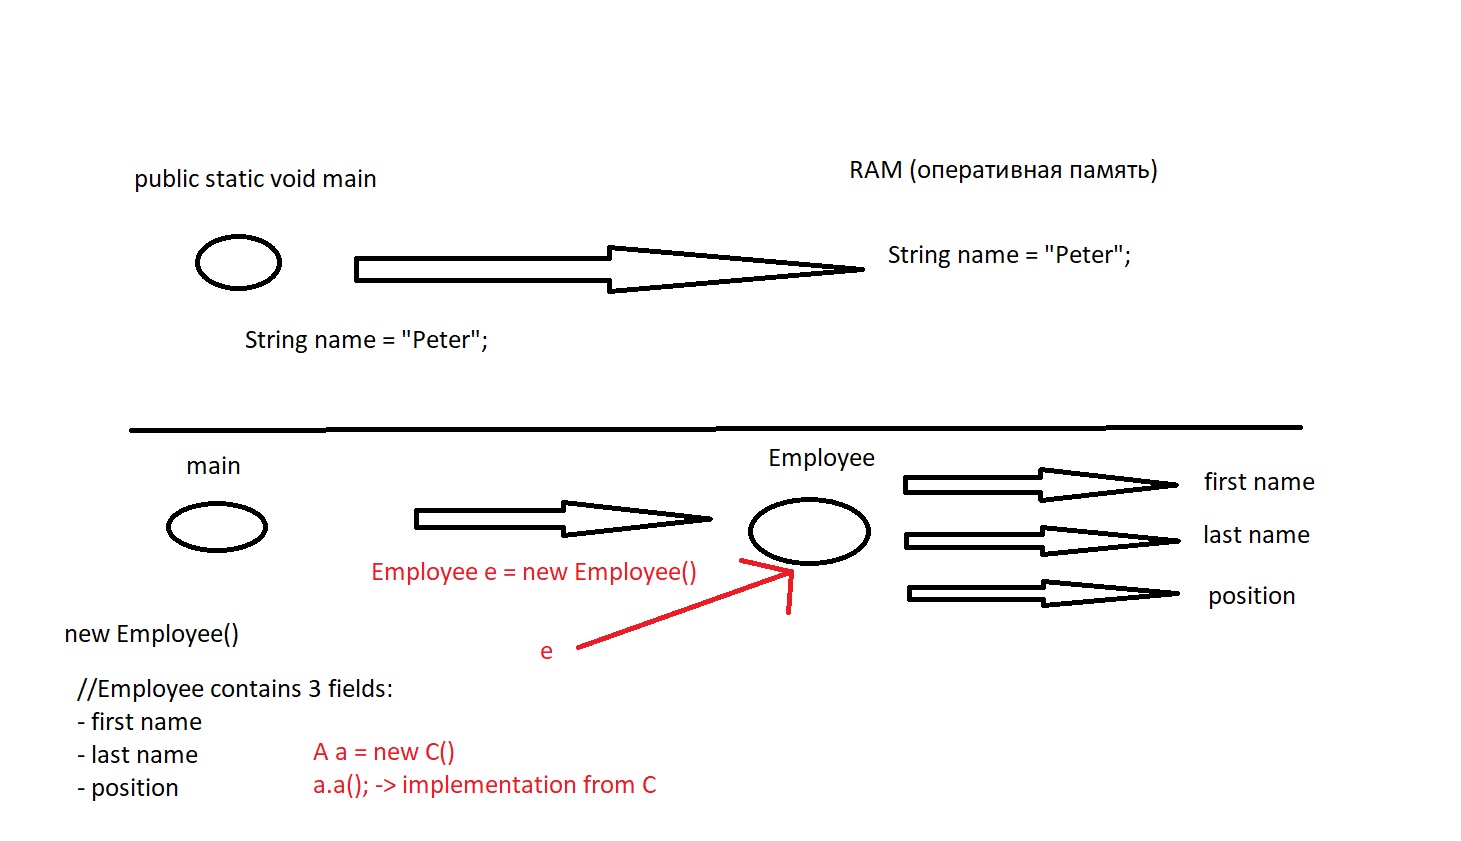 public static void main
RAM (оперативная память)
String name = "Peter";
String name = "Peter";
main
Employee
first name
last name
position
Employee e = new Employee()
e
new Employee()
//Employee contains 3 fields:
- first name
- last name
- position
A a = new C()
a.a(); -> implementation from C